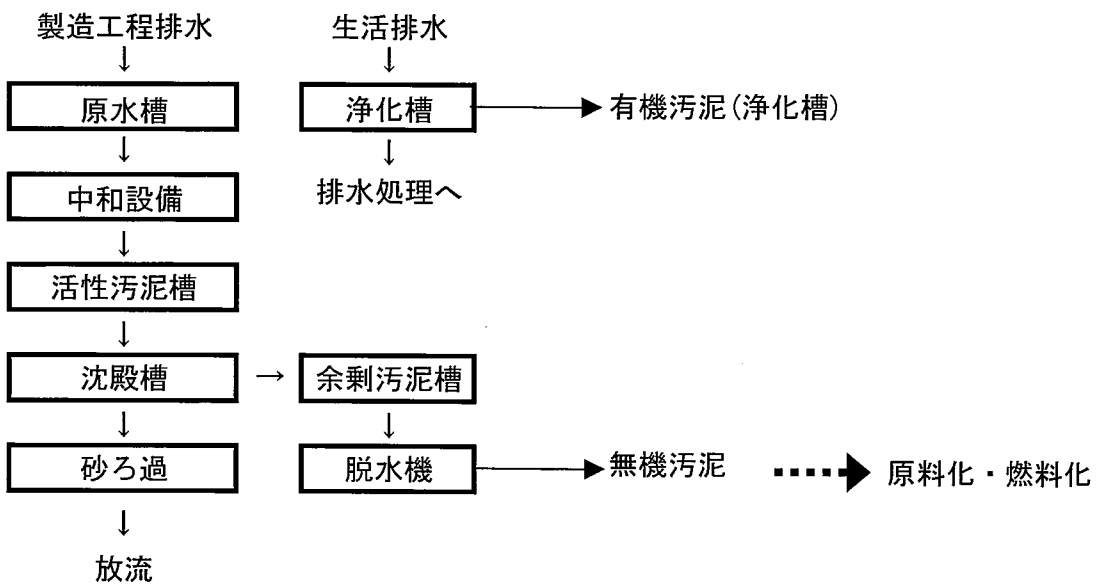 製造工程排水
生活排水
↓
↓
原水槽
浄化槽
有機汚泥(浄化槽)
↓
↓
中和設備
排水処理へ
↓
活性汚泥槽
↓
沈殿槽
→
余剰汚泥槽
↓
↓
砂ろ過
脱水機
無機汚泥
原料化・燃料化
↓
放流